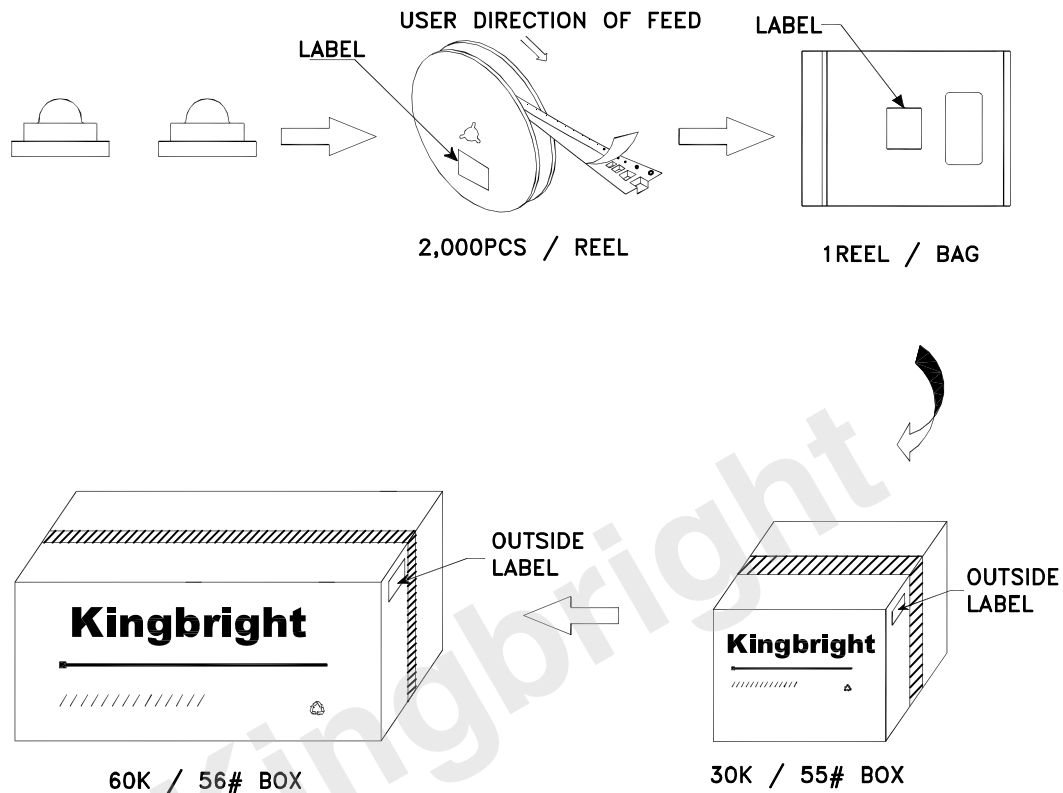 USER DIRECTION OF FEED
LABEL
LABEL
2,000PCS / REEL
1REEL / BAG
OUTSIDE
LABEL
OUTSIDE
LABEL
Kingbright
Kingbright
60K / 56# BOX
30K / 55# BOX
Kingbright